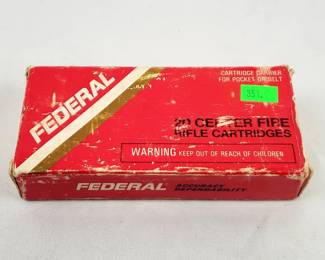 CARTRIDGE CARRIER
FOR POCKET OR BELT
FEDERAL
20 CENTER FIRE
RIFLE CARTRIDGES
WARNING KEEP OUT OF REACH OF CHILDREN
FEDERAL
ACCURACY
DEPENDABILITY